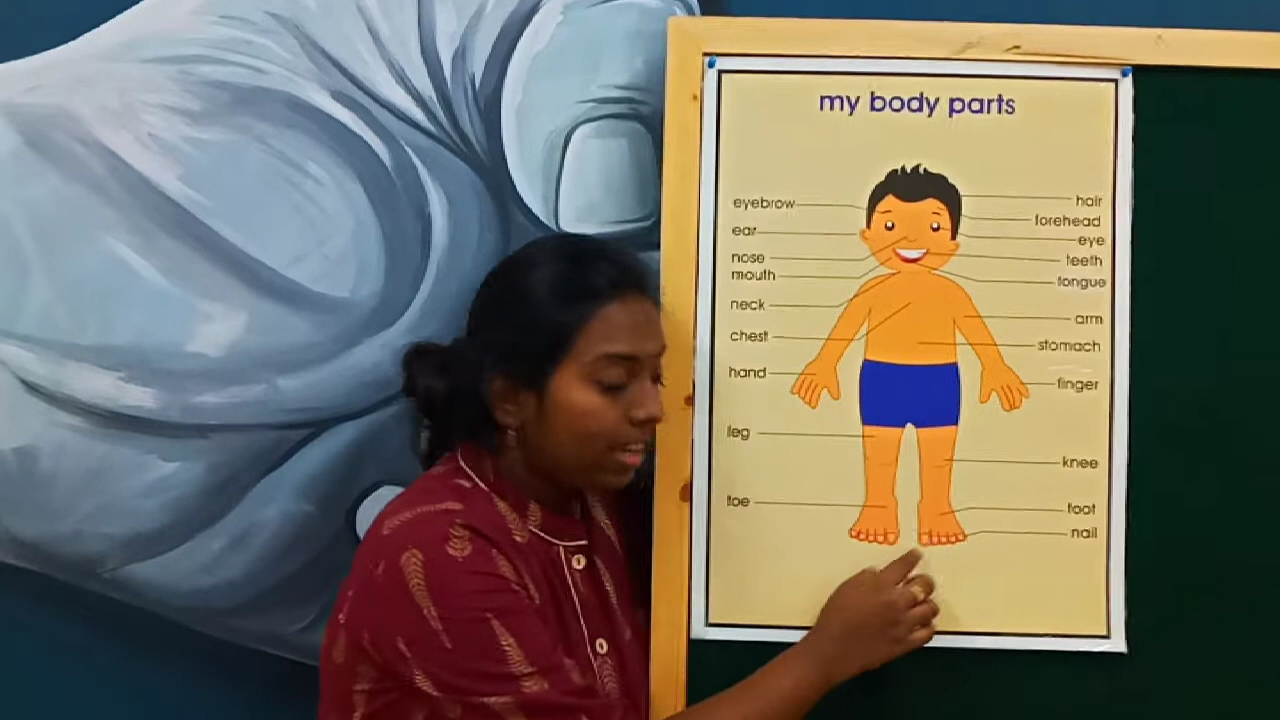 my body parts
eyebrow
ear
nose
mouth
neck
chest
hand
leg
toe
hair
forehead
eye
teeth
tongue
arm
stomach
finger
knee
foot
nail